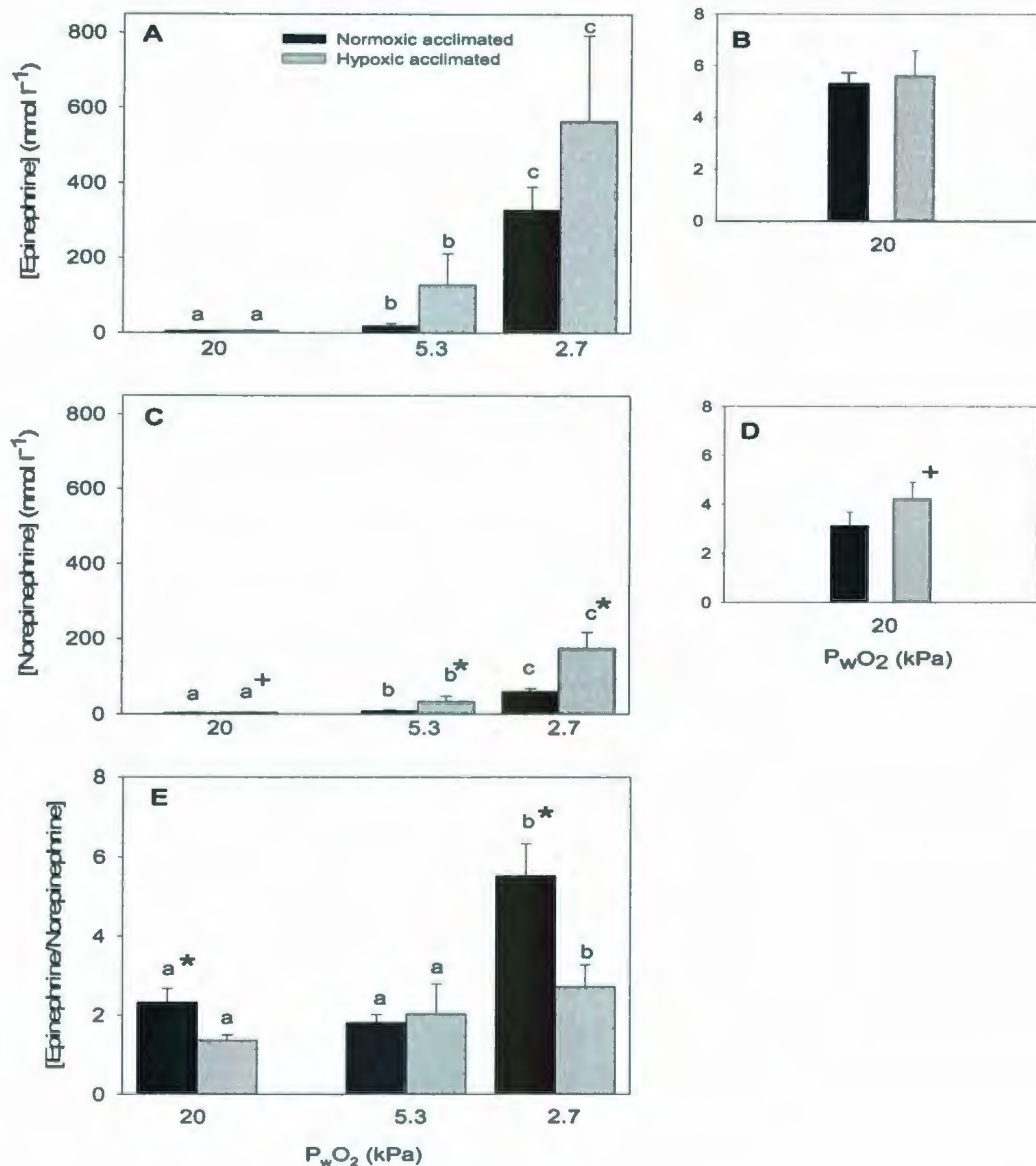 A
Normoxic acclimated
Hypoxic acclimated
[Epinephrine] (nmol l⁻¹)
800
600
400
200
0
a
a
b
b
c
c
20
5.3
2.7
B
8
6
4
2
0
20
C
[Norepinephrine] (nmol l⁻¹)
800
600
400
200
0
a
a+
b
b*
c
c*
20
5.3
2.7
D
8
6
4
2
0
+
20
PwO2 (kPa)
E
[Epinephrine/Norepinephrine]
8
6
4
2
0
a*
a
a
a
b*
b
20
5.3
2.7
PwO2 (kPa)